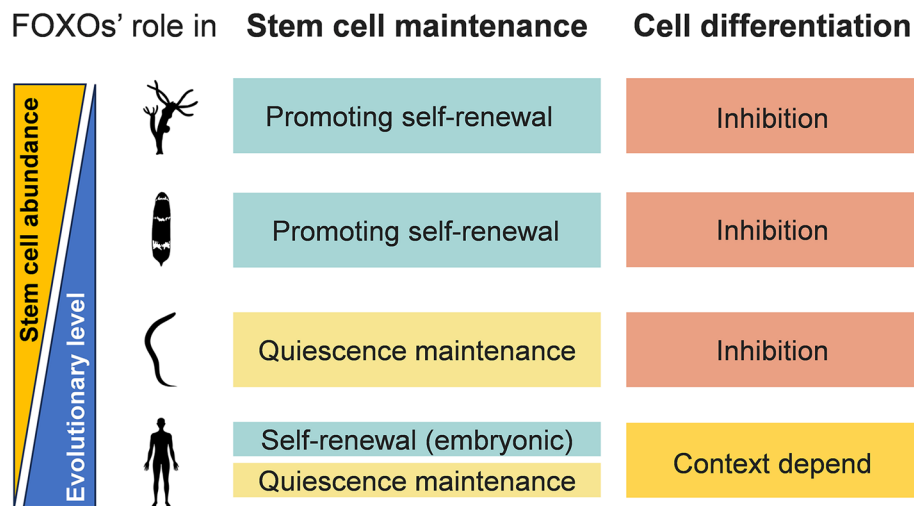 FOXOs' role in Stem cell maintenance Cell differentiation
Stem cell abundance
Evolutionary level
Promoting self-renewal Inhibition
Promoting self-renewal Inhibition
Quiescence maintenance Inhibition
Self-renewal (embryonic)
Quiescence maintenance
Context depend